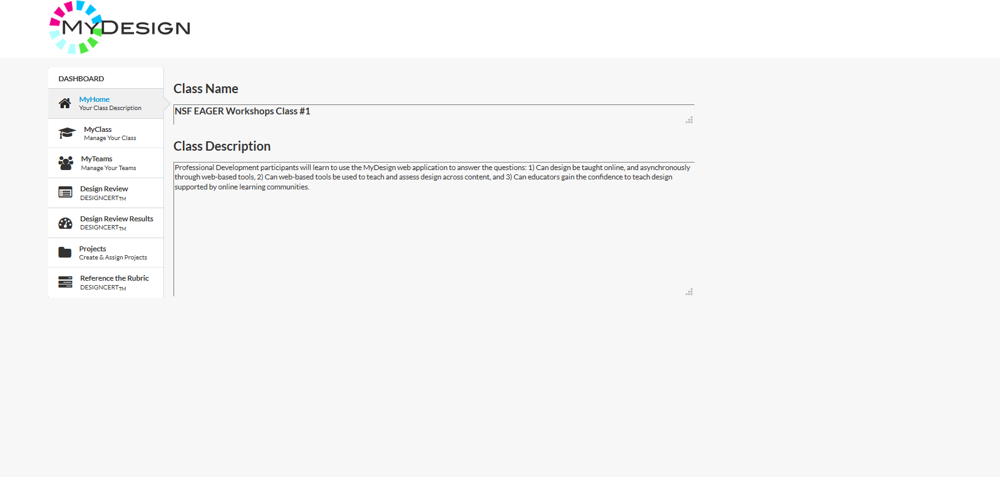 MYDESIGN
DASHBOARD
MyHome
Your Class Description
MyClass
Manage Your Class
MyTeams
Manage Your Teams
Design Review
DESIGNCERTTM
Design Review Results
DESIGNCERTTM
Projects
Create & Assign Projects
Reference the Rubric
DESIGNCERTTM
Class Name
NSF EAGER Workshops Class #1
Class Description
Professional Development participants will learn to use the MyDesign web application to answer the questions: 1) Can design be taught online, and asynchronously
through web-based tools, 2) Can web-based tools be used to teach and assess design across content, and 3) Can educators gain the confidence to teach design
supported by online learning communities.